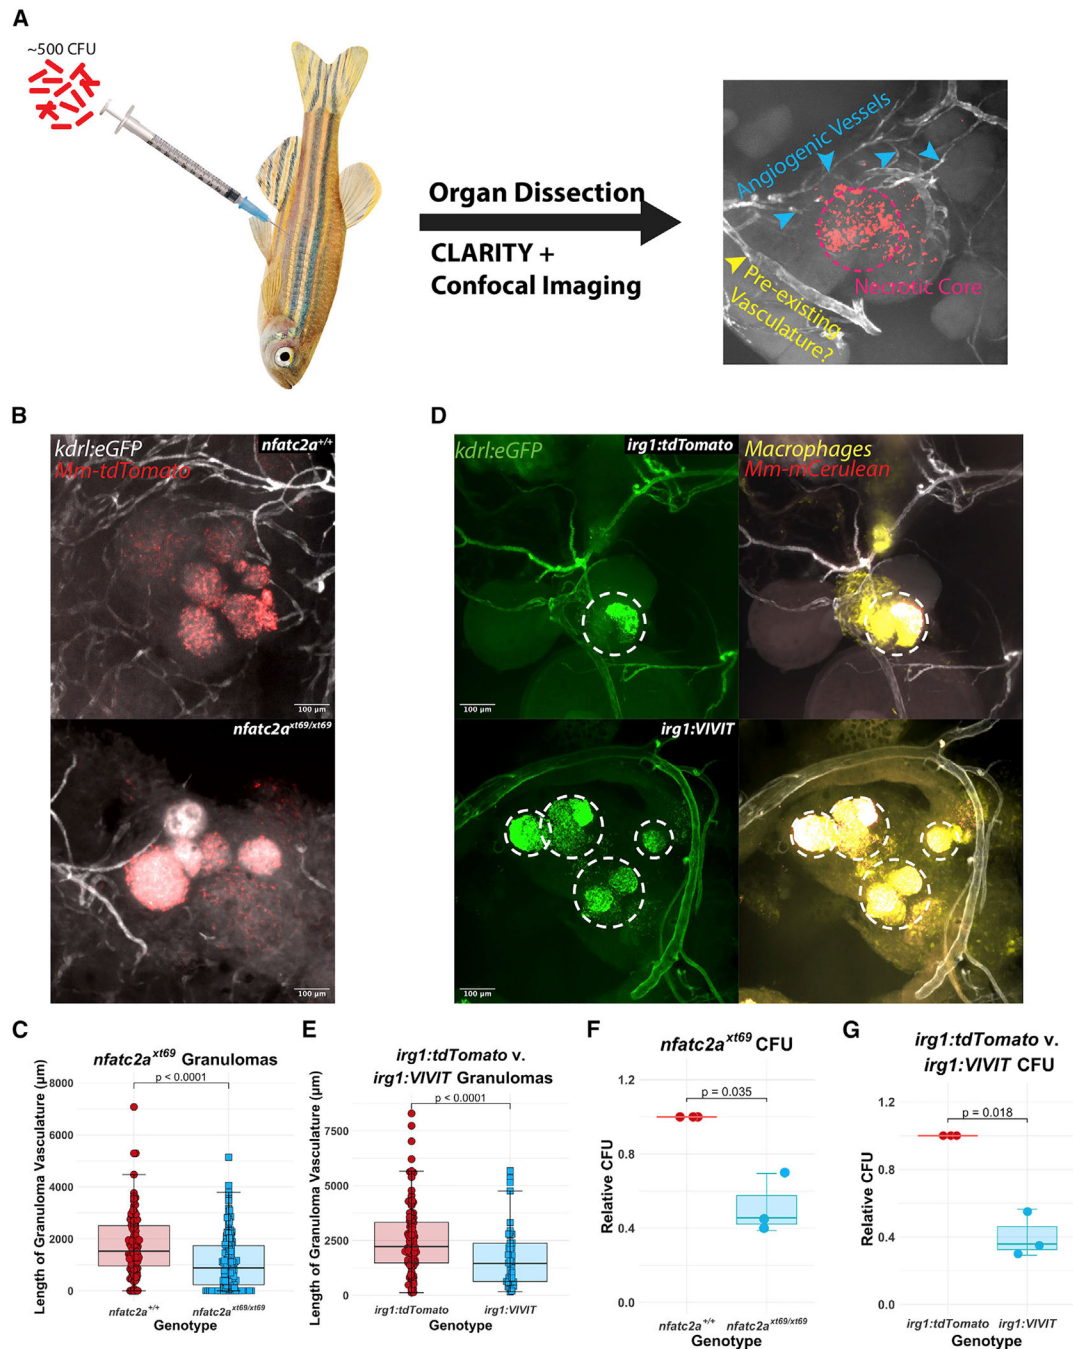 A
~500 CFU
Organ Dissection
CLARITY +
Confocal Imaging
Angiogenic Vessels
Necrotic Core
Pre-existing
Vasculature?
B
kdrl:eGFP
Mm-tdTomato
nfatc2a+/+
100 µm
nfatc2axt69/xt69
100 µm
D
kdrl:eGFP
irg1:tdTomato
Macrophages
Mm-mCerulean
100 µm
irg1:VIVIT
100 µm
C
nfatc2axt69 Granulomas
p < 0.0001
Length of Granuloma Vasculature (µm)
8000
6000
4000
2000
0
nfatc2a+/+
nfatc2axt69/xt69
Genotype
E
irg1:tdTomato v.
irg1:VIVIT Granulomas
p < 0.0001
Length of Granuloma Vasculature (µm)
7500
5000
2500
0
irg1:tdTomato
irg1:VIVIT
Genotype
F
nfatc2axt69 CFU
p = 0.035
Relative CFU
1.2
0.8
0.4
0.0
nfatc2a+/+
nfatc2axt69/xt69
Genotype
G
irg1:tdTomato v.
irg1:VIVIT CFU
p = 0.018
Relative CFU
1.2
0.8
0.4
0.0
irg1:tdTomato
irg1:VIVIT
Genotype